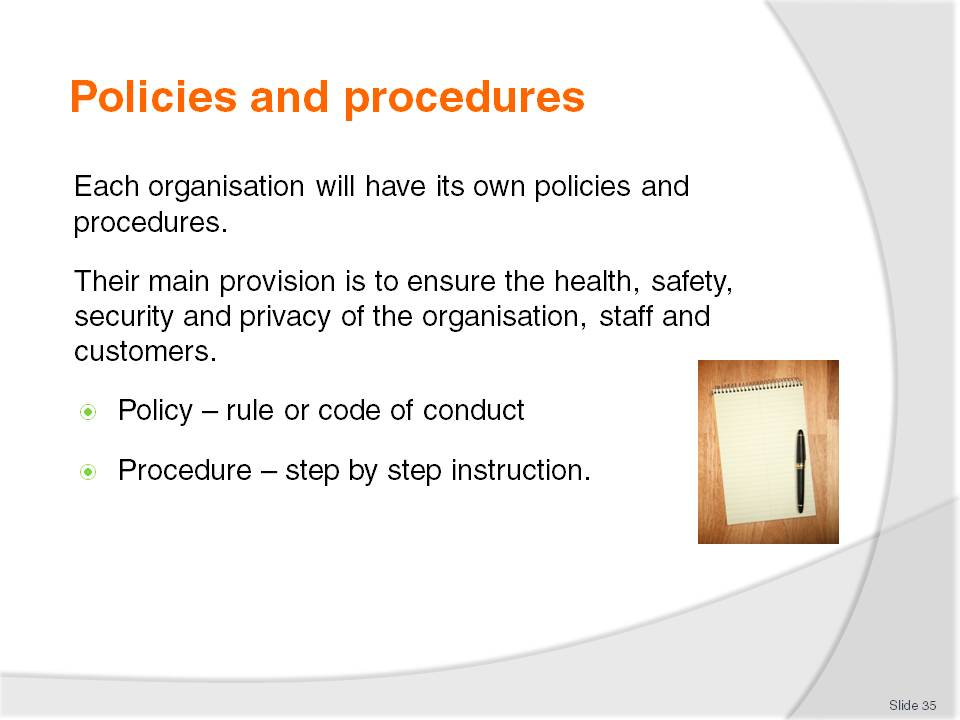 Policies and procedures
Each organisation will have its own policies and
procedures.
Their main provision is to ensure the health, safety,
security and privacy of the organisation, staff and
customers.
Policy – rule or code of conduct
Procedure – step by step instruction.
Slide 35